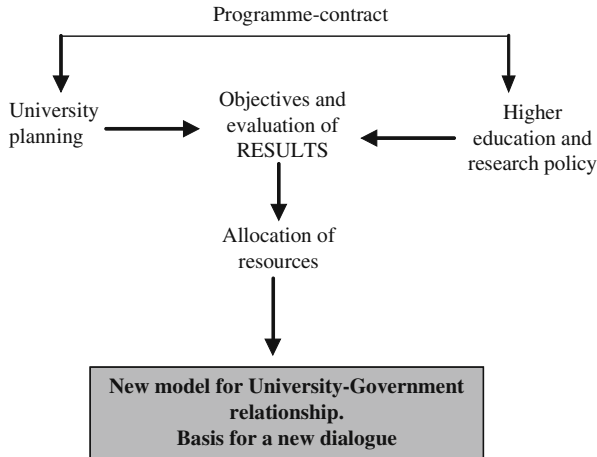 Programme-contract
University
planning
Objectives and
evaluation of
RESULTS
Higher
education and
research policy
Allocation of
resources
New model for University-Government
relationship.
Basis for a new dialogue